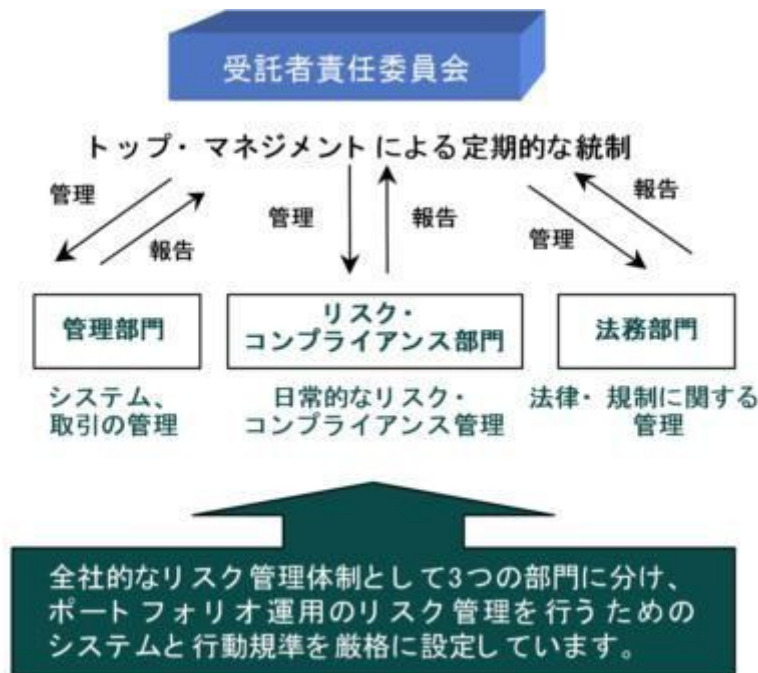 受託者責任委員会
トップ・マネジメントによる定期的な統制
管理
報告
管理
報告
管理
報告
管理部門
リスク・
コンプライアンス部門
法務部門
システム、
取引の管理
日常的なリスク・
コンプライアンス管理
法律・規制に関する
管理
全社的なリスク管理体制として3つの部門に分け、
ポートフォリオ運用のリスク管理を行うための
システムと行動規準を厳格に設定しています。